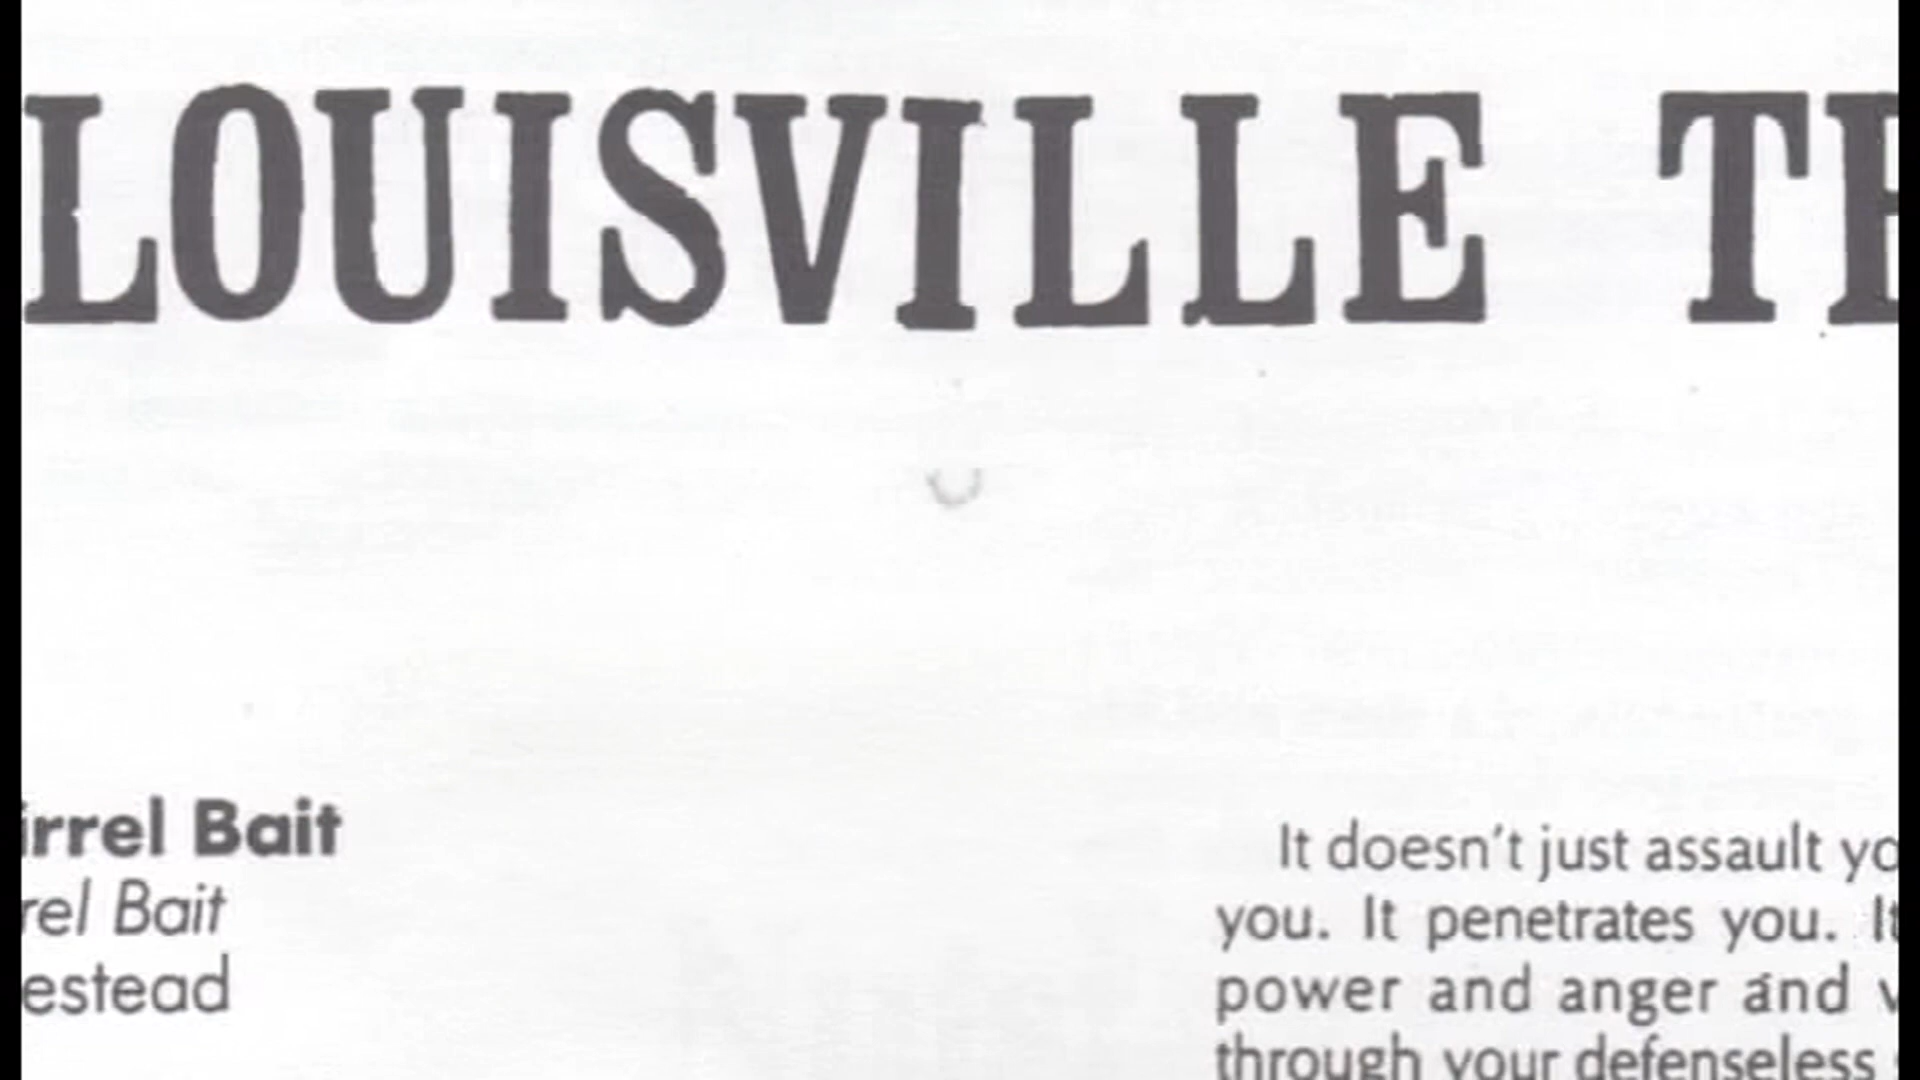 LOUISVILLE TE
irrel Bait
rel Bait
estead
It doesn't just assault yo
you. It penetrates you. It
power and anger and v
through your defenseless